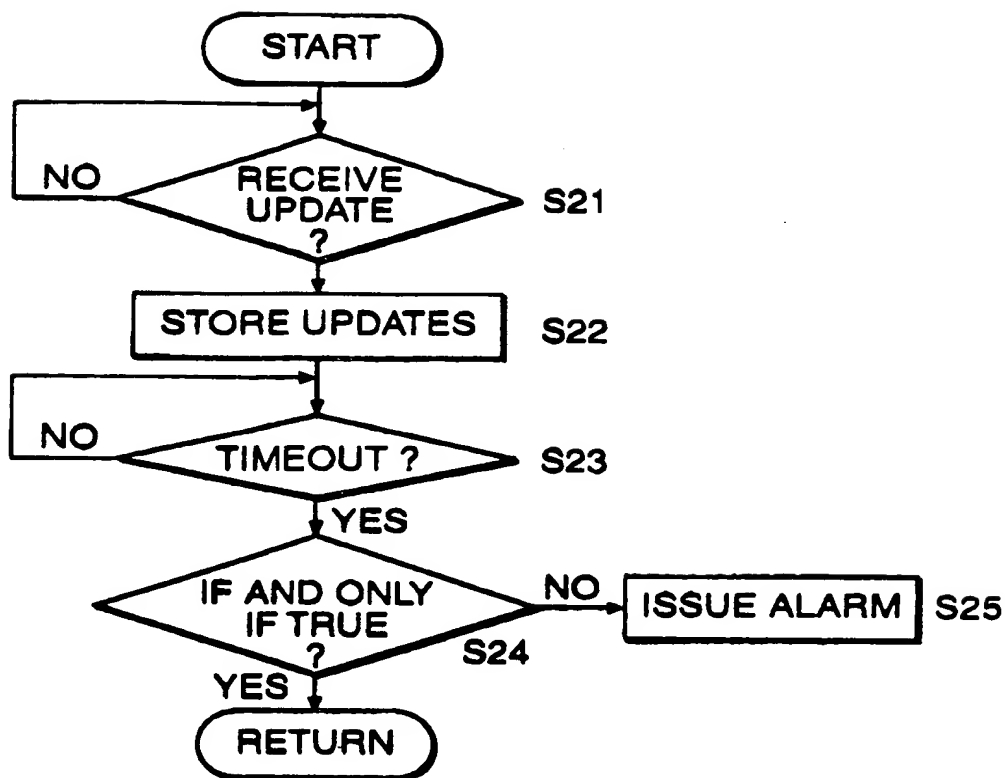 START
NO
RECEIVE
UPDATE
?
S21
STORE UPDATES
S22
NO
TIMEOUT ?
S23
YES
IF AND ONLY
IF TRUE
?
S24
NO
ISSUE ALARM
S25
YES
RETURN